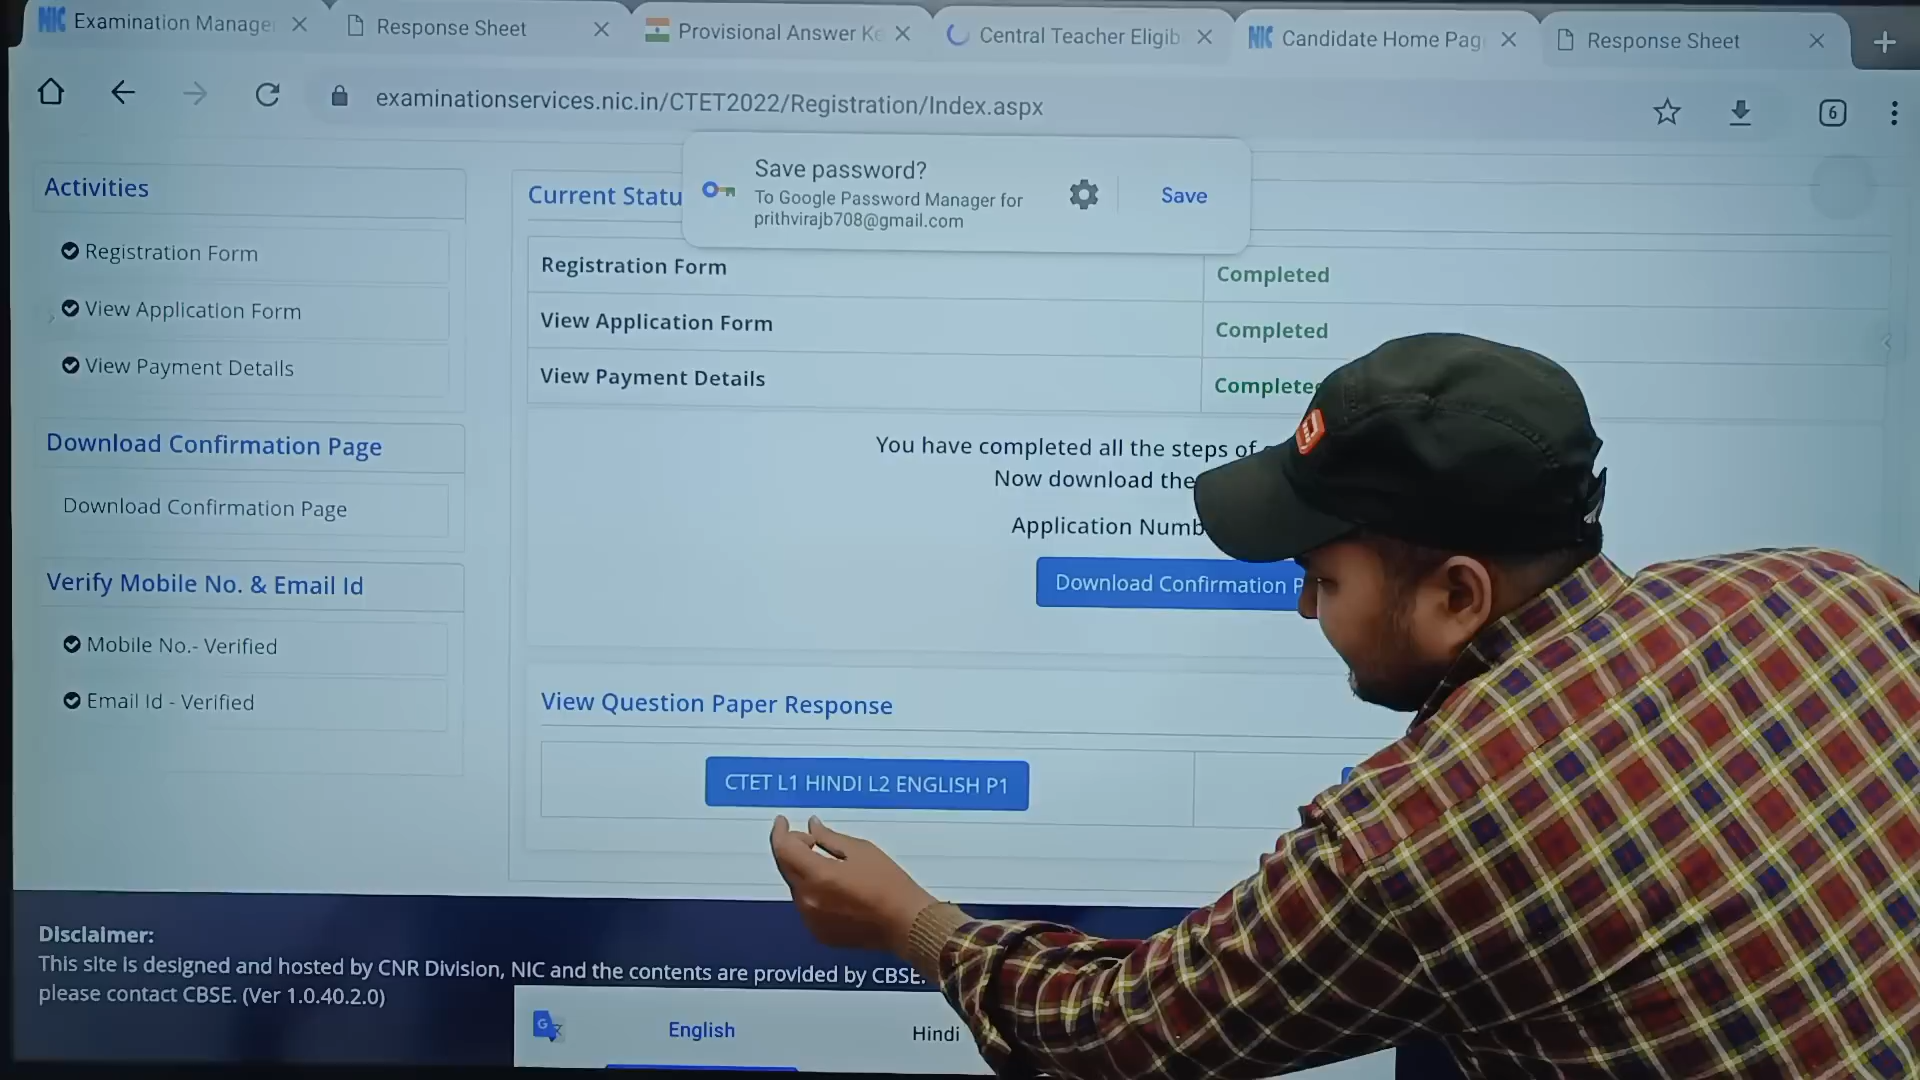 Examination Manage
Response Sheet
Provisional Answer Ke
Central Teacher Eligib
NIC Candidate Home Pag
Response Sheet
examinationservices.nic.in/CTET2022/Registration/Index.aspx
6
Save password?
To Google Password Manager for
prithvirajb708@gmail.com
Save
Activities
Registration Form
View Application Form
View Payment Details
Download Confirmation Page
Download Confirmation Page
Verify Mobile No. & Email Id
Mobile No.- Verified
Email Id - Verified
Current Statu
Registration Form Completed
View Application Form Completed
View Payment Details Complete
You have completed all the steps of
Now download the
Application Numb
Download Confirmation P
View Question Paper Response
CTET L1 HINDI L2 ENGLISH P1
Disclaimer:
This site is designed and hosted by CNR Division, NIC and the contents are provided by CBSE.
please contact CBSE. (Ver 1.0.40.2.0)
English
Hindi